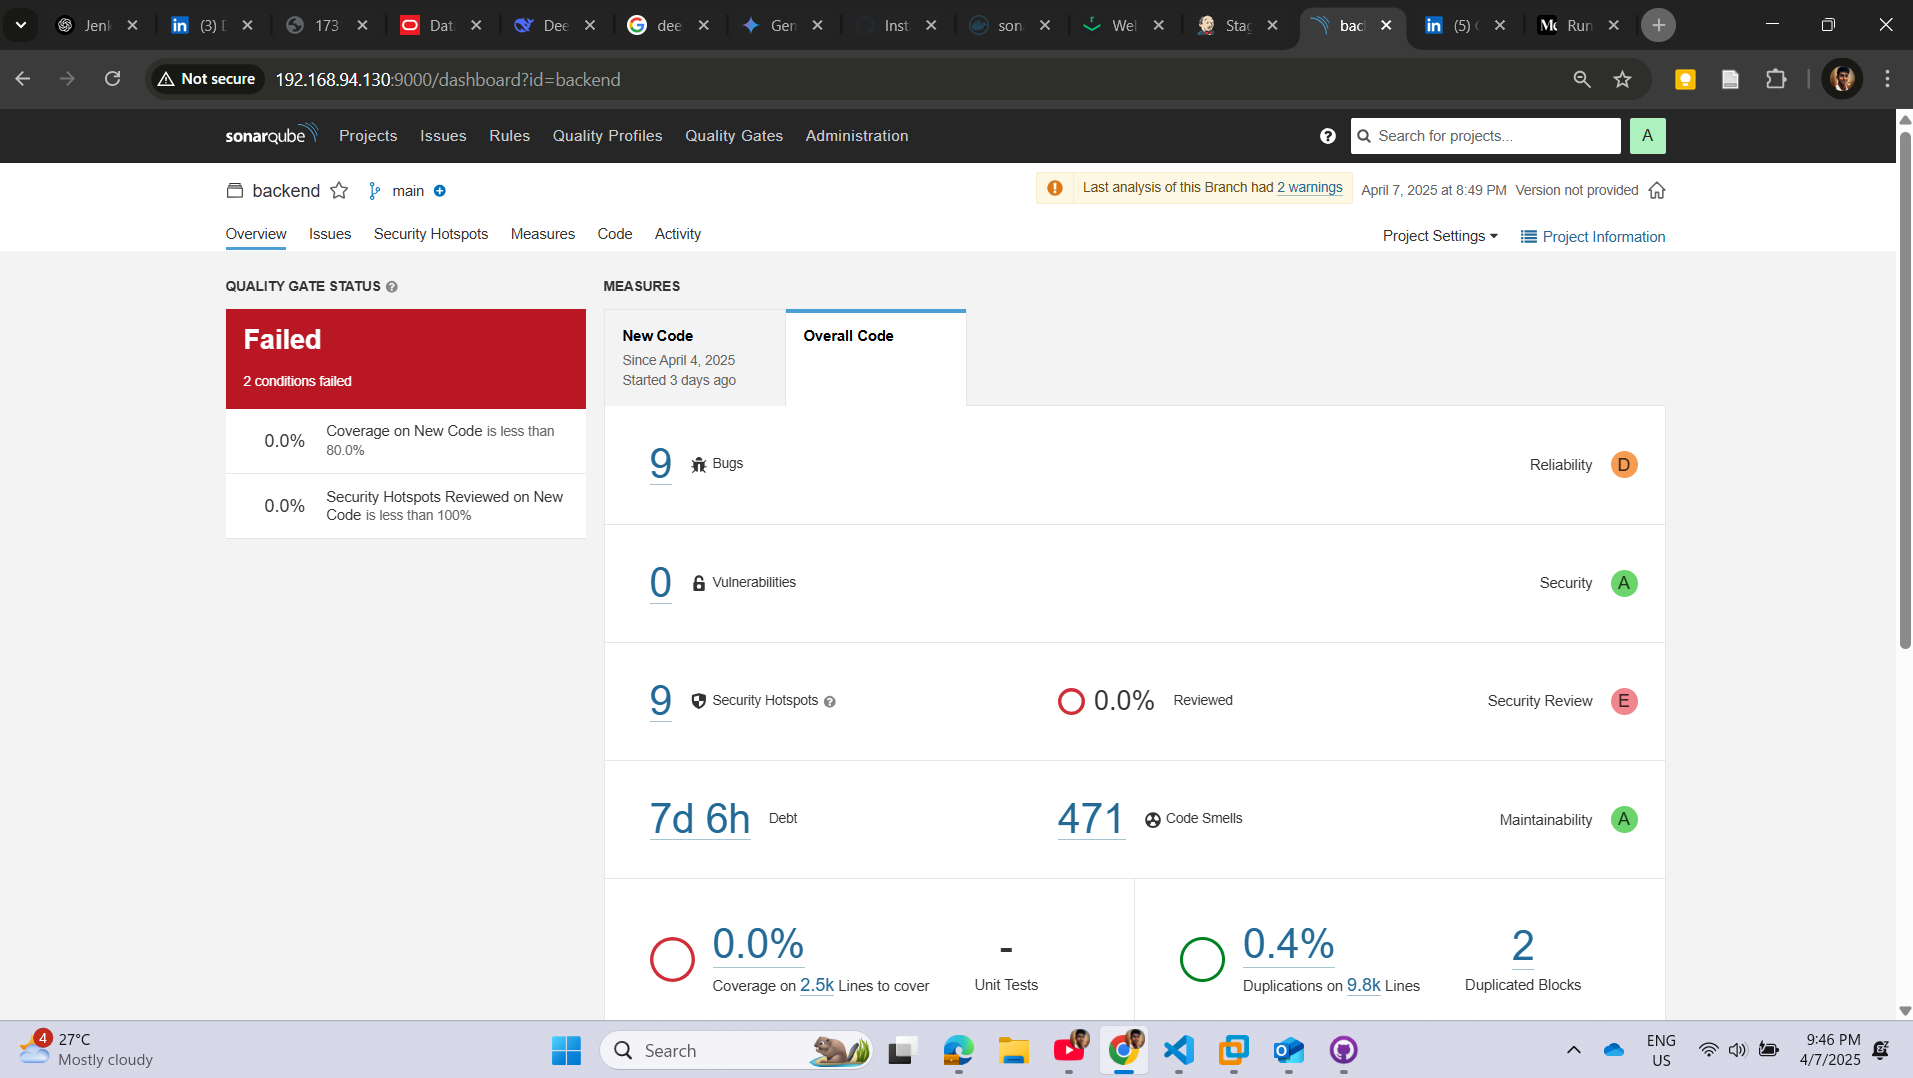 Jenk
(3) D
173
Data
Dee
dee
Gen
Inst
son
Wel
Stag
back
(5) C
Run
Not secure
192.168.94.130:9000/dashboard?id=backend
sonarqube
Projects
Issues
Rules
Quality Profiles
Quality Gates
Administration
Search for projects...
A
backend
main
Last analysis of this Branch had 2 warnings
April 7, 2025 at 8:49 PM
Version not provided
Overview
Issues
Security Hotspots
Measures
Code
Activity
Project Settings
Project Information
QUALITY GATE STATUS
Failed
2 conditions failed
0.0%
Coverage on New Code is less than
80.0%
0.0%
Security Hotspots Reviewed on New
Code is less than 100%
MEASURES
New Code
Since April 4, 2025
Started 3 days ago
Overall Code
9 Bugs
Reliability D
0 Vulnerabilities
Security A
9 Security Hotspots
0.0% Reviewed
Security Review E
7d 6h Debt
471 Code Smells
Maintainability A
0.0%
Coverage on 2.5k Lines to cover
-
Unit Tests
0.4%
Duplications on 9.8k Lines
2
Duplicated Blocks
4
27°C
Mostly cloudy
Search
ENG
US
9:46 PM
4/7/2025